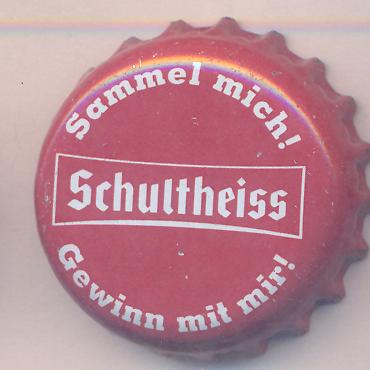 Sammel mich!
Schultheiss
Gewinn mit mir!